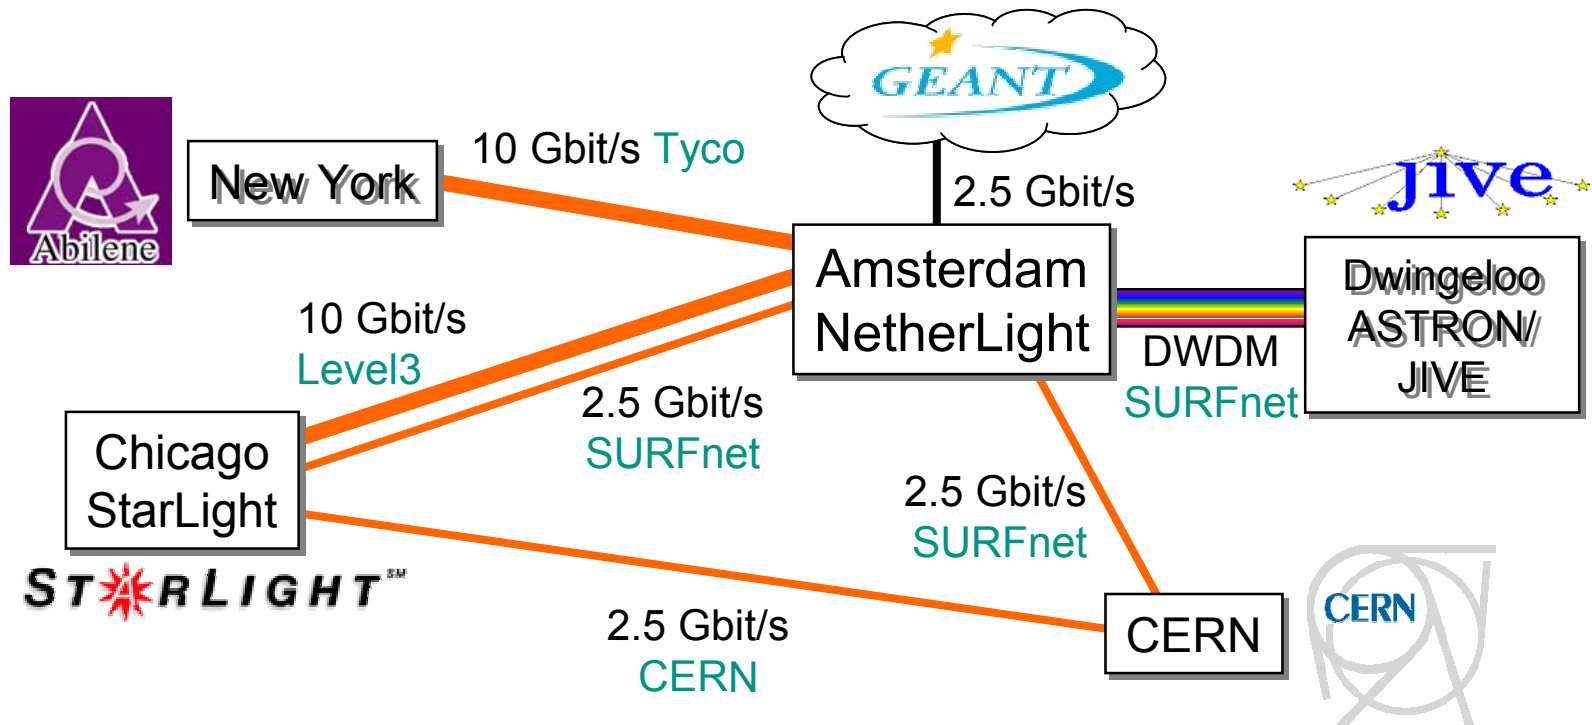 GEANT
Abilene
New York
10 Gbit/s Tyco
2.5 Gbit/s
JIVE
Amsterdam
NetherLight
Dwingeloo
ASTRON/
JIVE
10 Gbit/s
Level3
DWDM
SURFnet
2.5 Gbit/s
SURFnet
Chicago
StarLight
2.5 Gbit/s
SURFnet
STARLIGHT SM
2.5 Gbit/s
CERN
CERN
CERN